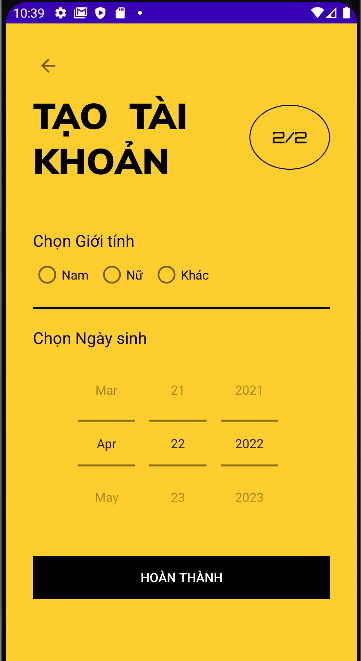 10:39
TẠO TÀI
KHOẢN
2/2
Chọn Giới tính
Nam Nữ Khác
Chọn Ngày sinh
Mar 21 2021
Apr 22 2022
May 23 2023
HOÀN THÀNH